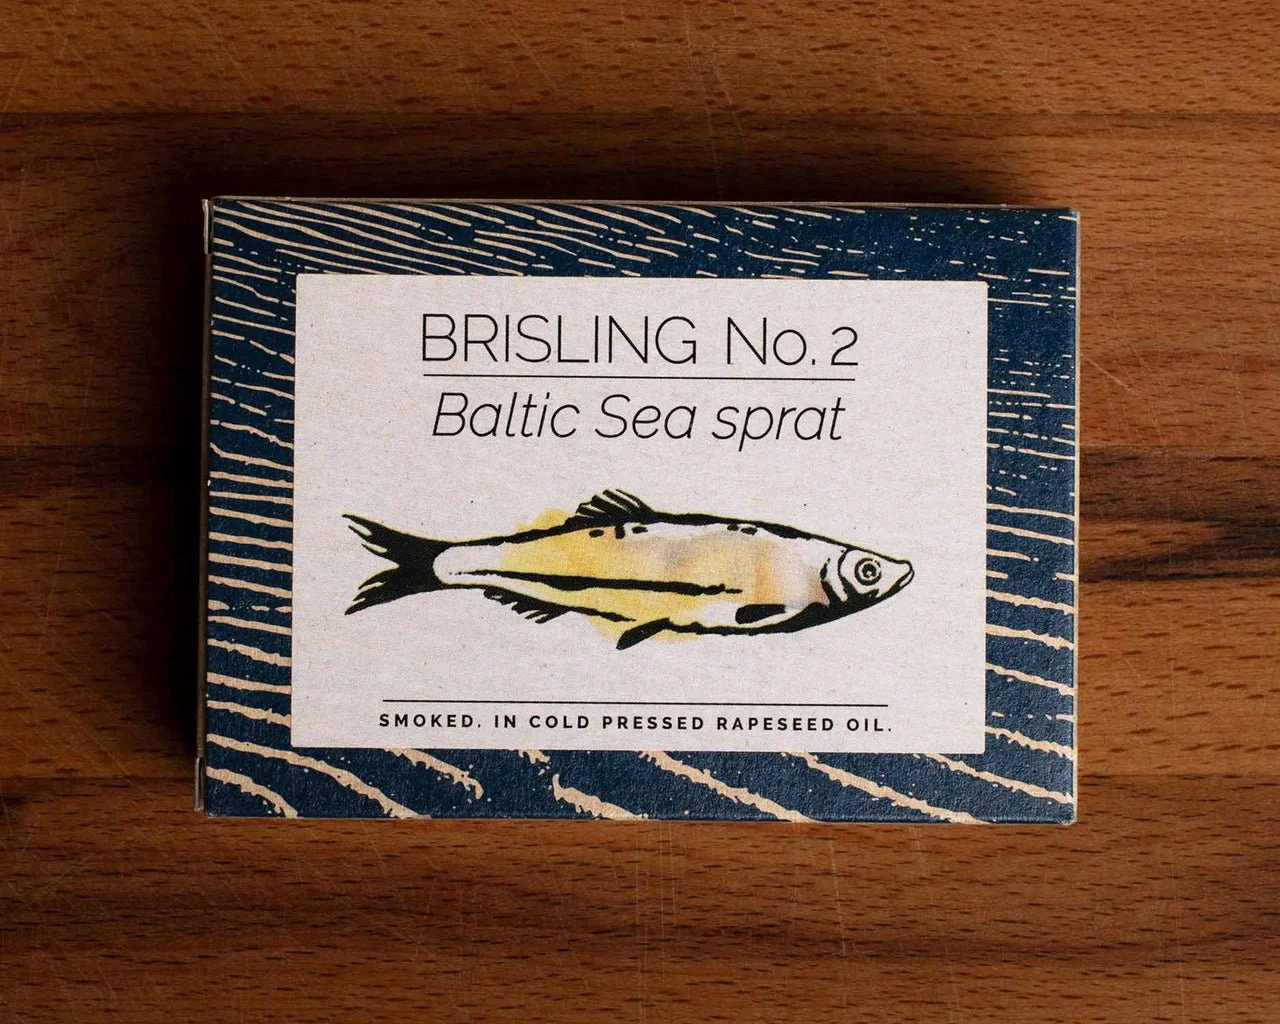 BRISLING No. 2
Baltic Sea sprat
SMOKED. IN COLD PRESSED RAPESEED OIL.